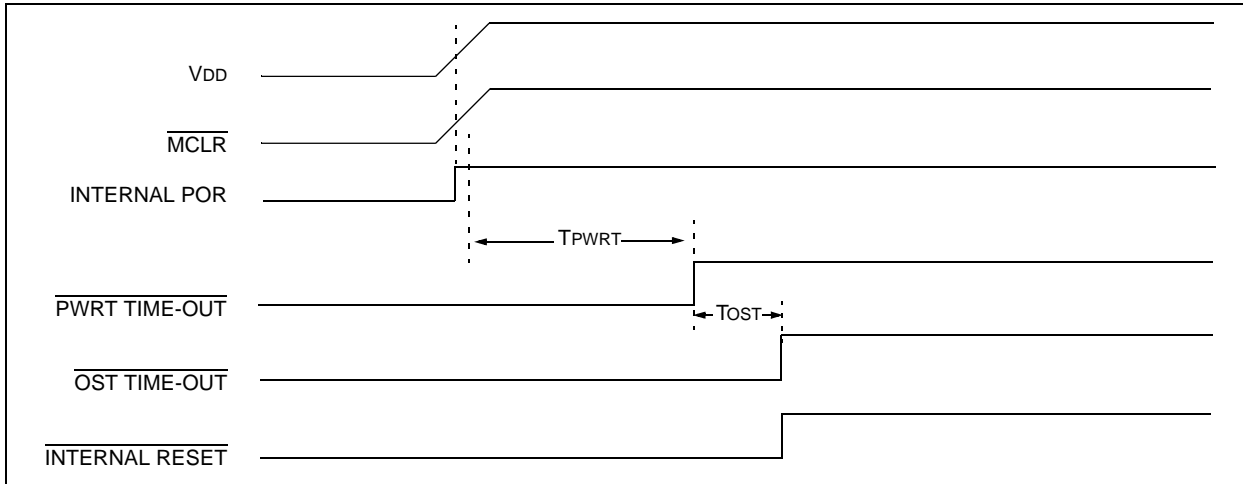 VDD
MCLR
INTERNAL POR
TPWRT
PWRT TIME-OUT
TOST
OST TIME-OUT
INTERNAL RESET